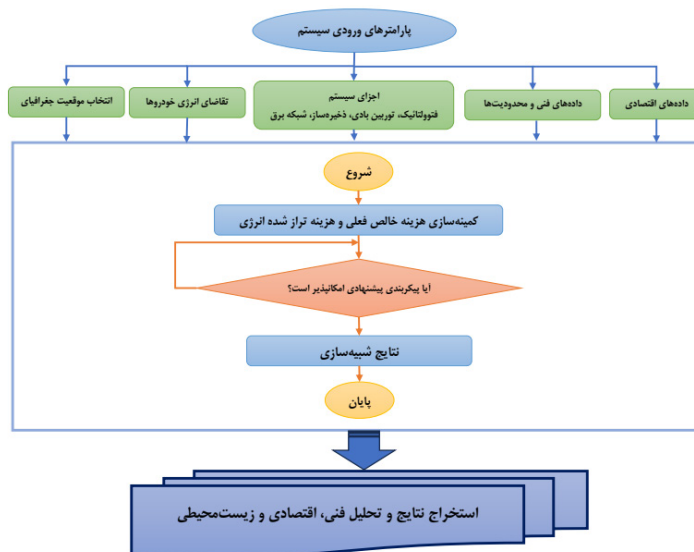 پارامترهای ورودی سیستم
داده‌های اقتصادی
داده‌های فنی و محدودیت‌ها
اجزای سیستم
فتوولتائیک، توربین بادی، ذخیره‌ساز، شبکه برق
تقاضای انرژی خودروها
انتخاب موقعیت جغرافیای
شروع
کمینه‌سازی هزینه خالص فعلی و هزینه تراز شده انرژی
آیا پیکربندی پیشنهادی امکانپذیر است؟
نتایج شبیه‌سازی
پایان
استخراج نتایج و تحلیل فنی، اقتصادی و زیست‌محیطی